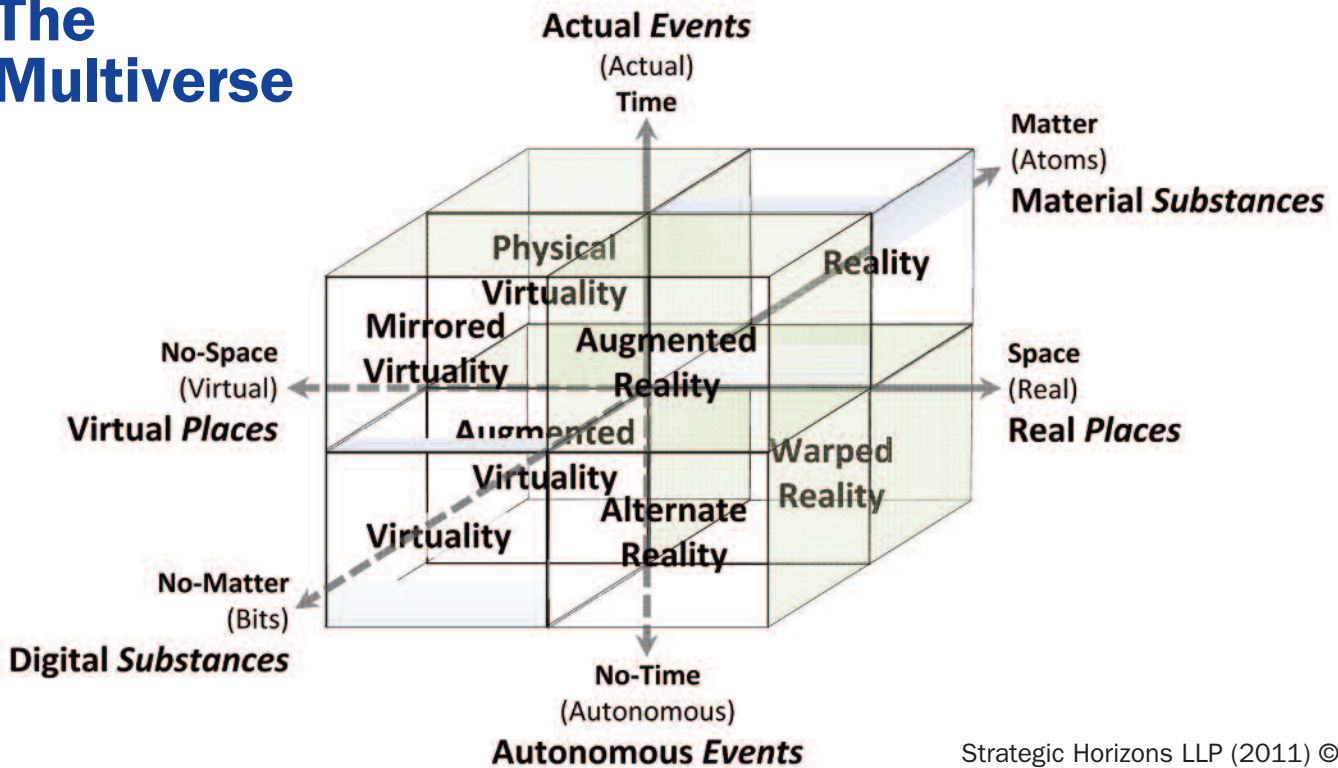 The
Multiverse
Actual Events
(Actual)
Time
Matter
(Atoms)
Material Substances
Physical
Virtuality
Reality
Mirrored
Virtuality
Augmented
Reality
No-Space
(Virtual)
Virtual Places
Space
(Real)
Real Places
Augmented
Virtuality
Warped
Reality
Virtuality
Alternate
Reality
No-Matter
(Bits)
Digital Substances
No-Time
(Autonomous)
Autonomous Events
Strategic Horizons LLP (2011) ©